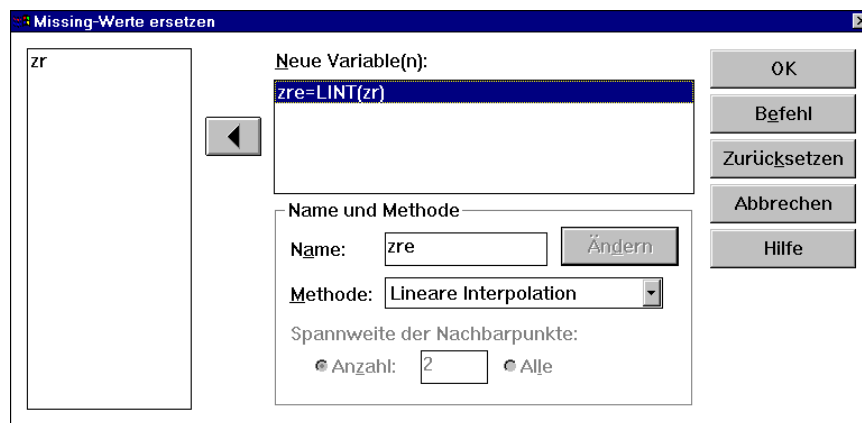 Missing-Werte ersetzen
zr
Neue Variable(n):
zre=LINT(zr)
Name und Methode
Name: zre Ändern
Methode: Lineare Interpolation
Spannweite der Nachbarpunkte:
Anzahl: 2 Alle
OK
Befehl
Zurücksetzen
Abbrechen
Hilfe